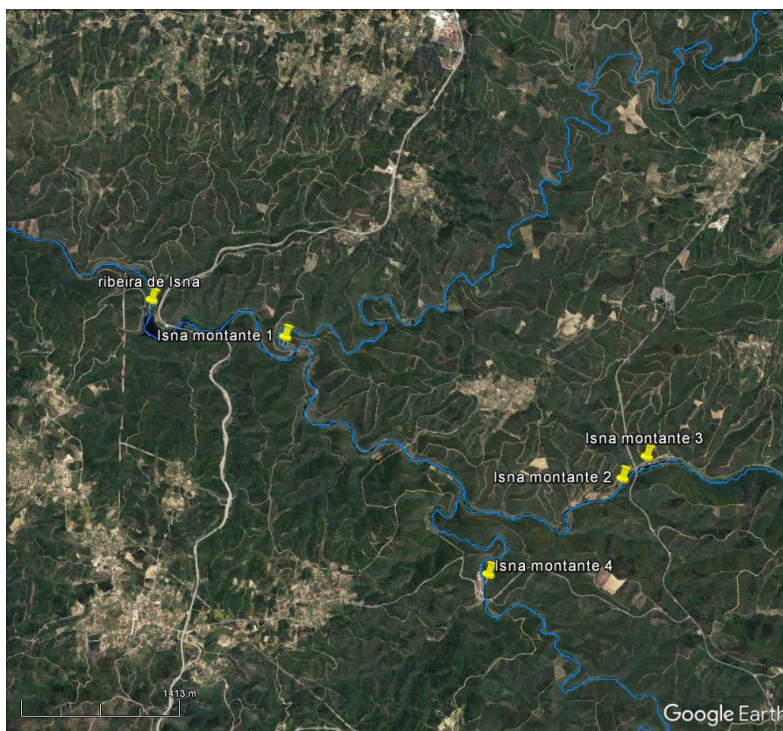 ribeira de Isna
Isna montante 1
Isna montante 3
Isna montante 2
Isna montante 4
1413 m
Google Earth